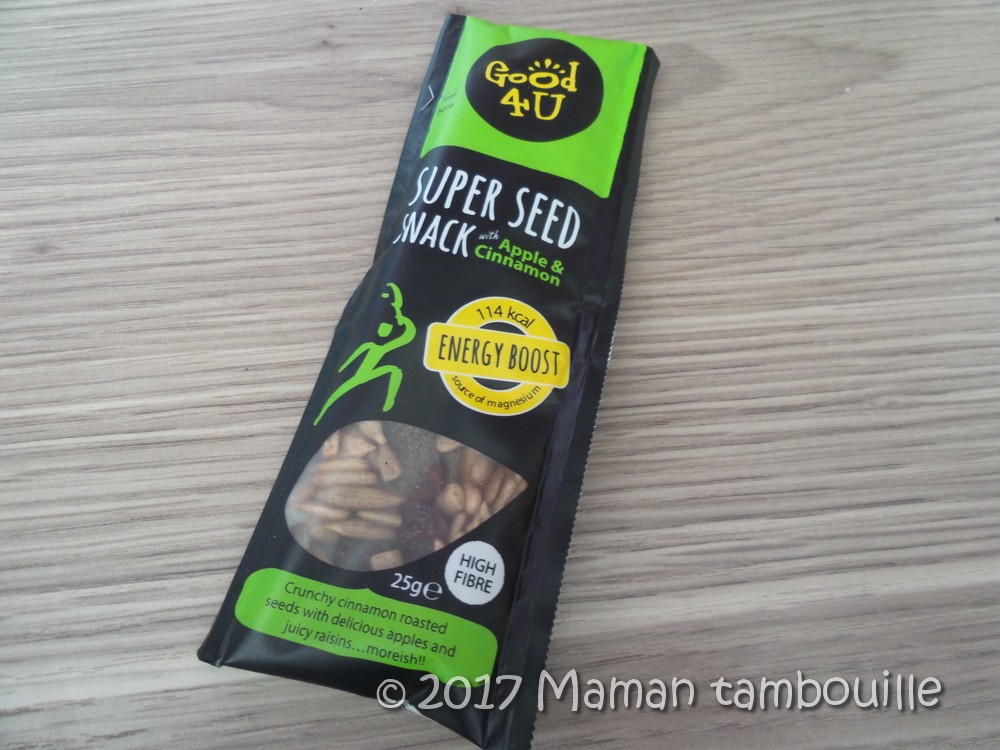 Good
4U
SUPER SEED
SNACK with Apple &
Cinnamon
114 kcal
ENERGY BOOST
source of magnesium
25g℮
HIGH
FIBRE
Crunchy cinnamon roasted
seeds with delicious apples and
juicy raisins...moreish!!
© 2017 Maman tambouille